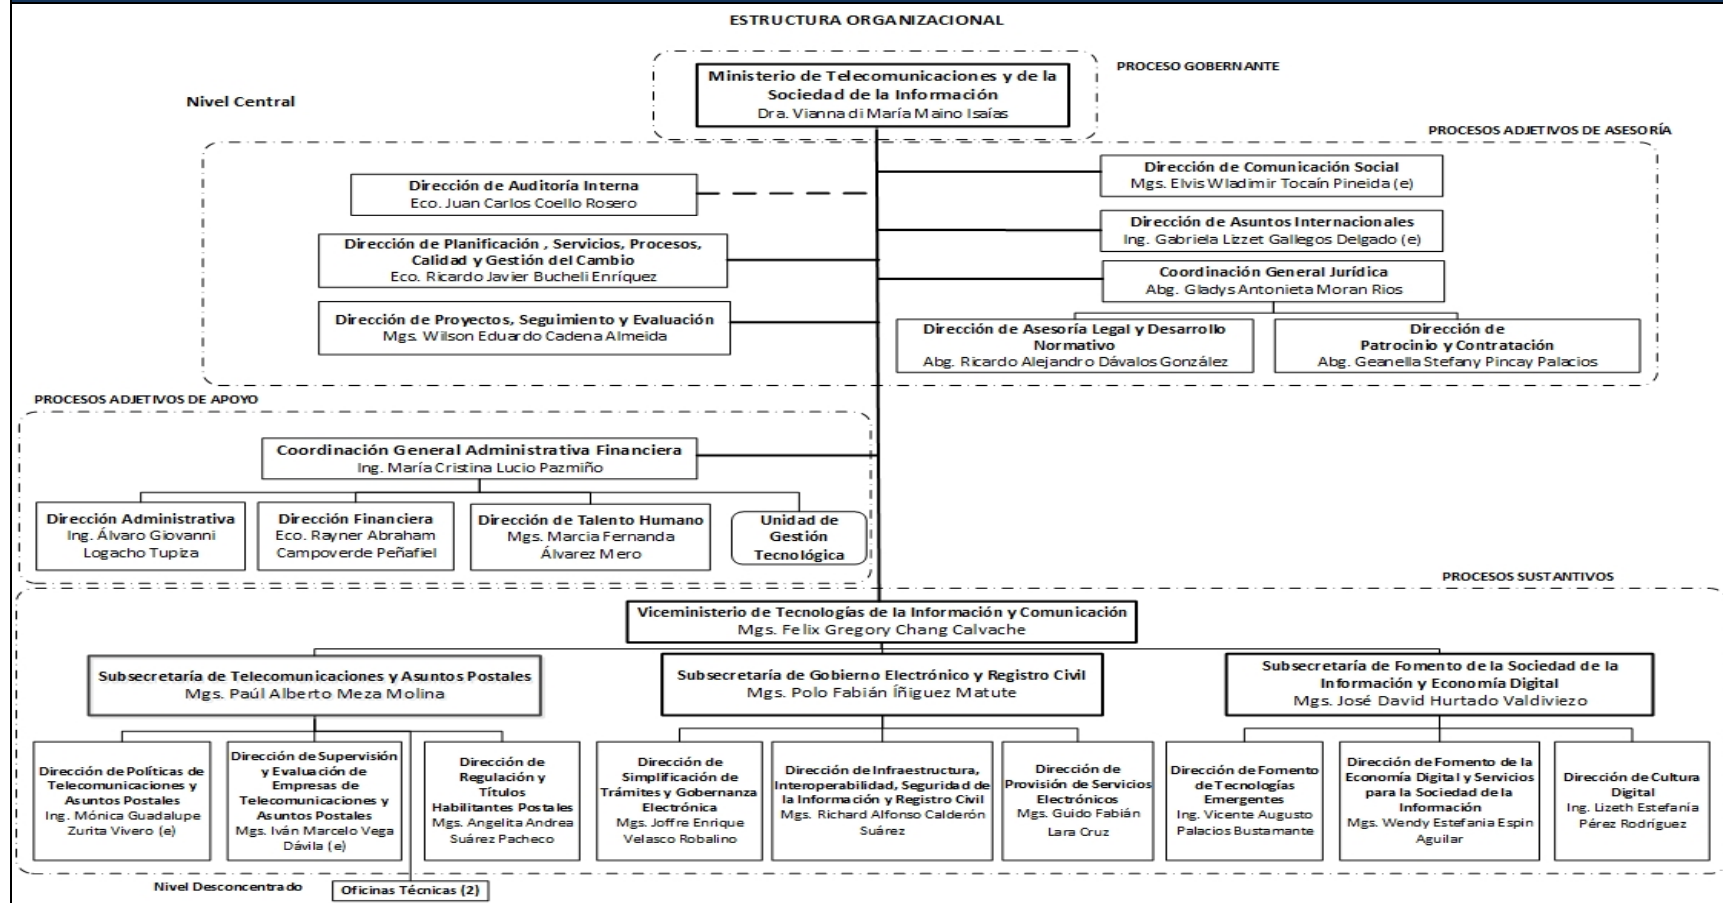 ESTRUCTURA ORGANIZACIONAL
PROCESO GOBERNANTE
Ministerio de Telecomunicaciones y de la
Sociedad de la Información
Dra. Vianna di María Maino Isaías
Nivel Central
PROCESOS ADJETIVOS DE ASESORÍA
Dirección de Auditoría Interna
Eco. Juan Carlos Coello Rosero
Dirección de Planificación , Servicios, Procesos,
Calidad y Gestión del Cambio
Eco. Ricardo Javier Bucheli Enríquez
Dirección de Proyectos, Seguimiento y Evaluación
Mgs. Wilson Eduardo Cadena Almeida
Dirección de Comunicación Social
Mgs. Elvis Wladimir Tocaín Pineida (e)
Dirección de Asuntos Internacionales
Ing. Gabriela Lizzet Gallegos Delgado (e)
Coordinación General Jurídica
Abg. Gladys Antonieta Moran Rios
Dirección de Asesoría Legal y Desarrollo
Normativo
Abg. Ricardo Alejandro Dávalos González
Dirección de
Patrocinio y Contratación
Abg. Geanella Stefany Pincay Palacios
PROCESOS ADJETIVOS DE APOYO
Coordinación General Administrativa Financiera
Ing. María Cristina Lucio Pazmiño
Dirección Administrativa
Ing. Álvaro Giovanni
Logacho Tupiza
Dirección Financiera
Eco. Rayner Abraham
Campoverde Peñafiel
Dirección de Talento Humano
Mgs. Marcia Fernanda
Álvarez Mero
Unidad de
Gestión
Tecnológica
PROCESOS SUSTANTIVOS
Viceministerio de Tecnologías de la Información y Comunicación
Mgs. Felix Gregory Chang Calvache
Subsecretaría de Telecomunicaciones y Asuntos Postales
Mgs. Paúl Alberto Meza Molina
Subsecretaría de Gobierno Electrónico y Registro Civil
Mgs. Polo Fabián Íñiguez Matute
Subsecretaría de Fomento de la Sociedad de la
Información y Economía Digital
Mgs. José David Hurtado Valdiviezo
Dirección de Políticas de
Telecomunicaciones y
Asuntos Postales
Ing. Mónica Guadalupe
Zurita Vivero (e)
Dirección de Supervisión
y Evaluación de
Empresas de
Telecomunicaciones y
Asuntos Postales
Mgs. Iván Marcelo Vega
Dávila (e)
Dirección de
Regulación y
Títulos
Habilitantes Postales
Mgs. Angelita Andrea
Suárez Pacheco
Dirección de
Simplificación de
Trámites y Gobernanza
Electrónica
Mgs. Joffre Enrique
Velasco Robalino
Dirección de Infraestructura,
Interoperabilidad, Seguridad de
la Información y Registro Civil
Mgs. Richard Alfonso Calderón
Suárez
Dirección de
Provisión de Servicios
Electrónicos
Mgs. Guido Fabián
Lara Cruz
Dirección de Fomento
de Tecnologías
Emergentes
Ing. Vicente Augusto
Palacios Bustamante
Dirección de Fomento de la
Economía Digital y Servicios
para la Sociedad de la
Información
Mgs. Wendy Estefania Espin
Aguilar
Dirección de Cultura
Digital
Ing. Lizeth Estefanía
Pérez Rodríguez
Nivel Desconcentrado
Oficinas Técnicas (2)